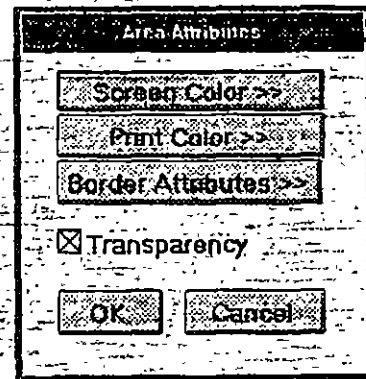 Area Attributes
Screen Color >>
Print Color >>
Border Attributes >>
Transparency
OK Cancel